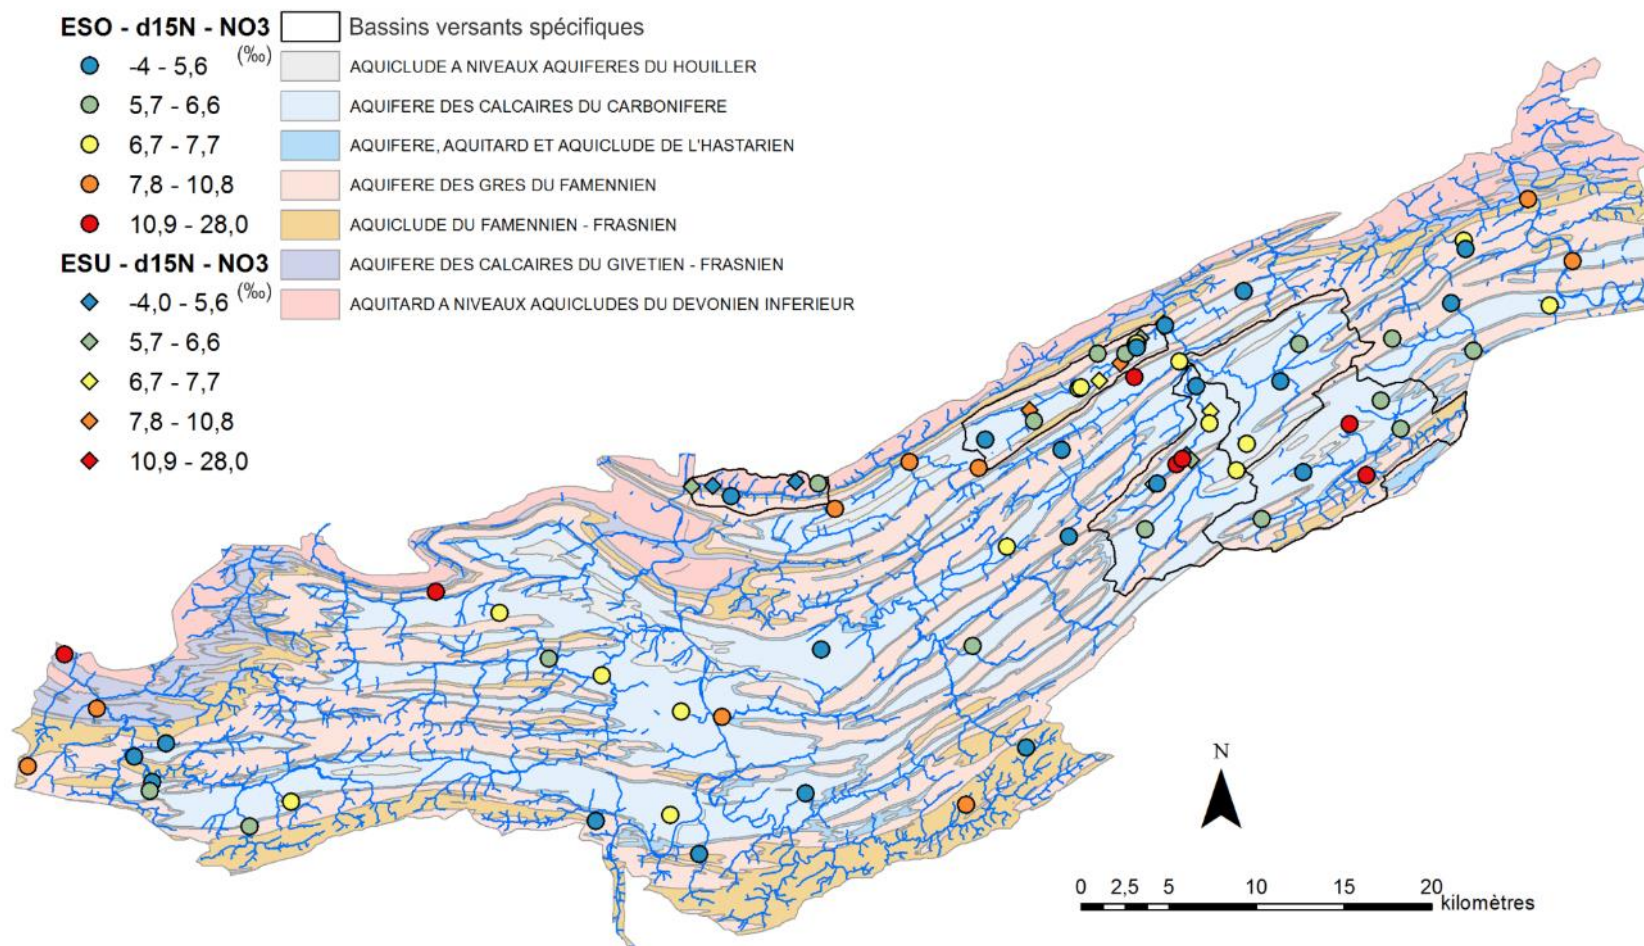 ESO - d15N - NO3
(‰)
-4 - 5,6
5,7 - 6,6
6,7 - 7,7
7,8 - 10,8
10,9 - 28,0
ESU - d15N - NO3
(‰)
-4,0 - 5,6
5,7 - 6,6
6,7 - 7,7
7,8 - 10,8
10,9 - 28,0
Bassins versants spécifiques
AQUICLUDE A NIVEAUX AQUIFERES DU HOUILLER
AQUIFERE DES CALCAIRES DU CARBONIFERE
AQUIFERE, AQUITARD ET AQUICLUDE DE L'HASTARIEN
AQUIFERE DES GRES DU FAMENNIEN
AQUICLUDE DU FAMENNIEN - FRASNIEN
AQUIFERE DES CALCAIRES DU GIVETIEN - FRASNIEN
AQUITARD A NIVEAUX AQUICLUDES DU DEVONIEN INFERIEUR
N
0 2,5 5 10 15 20
kilomètres